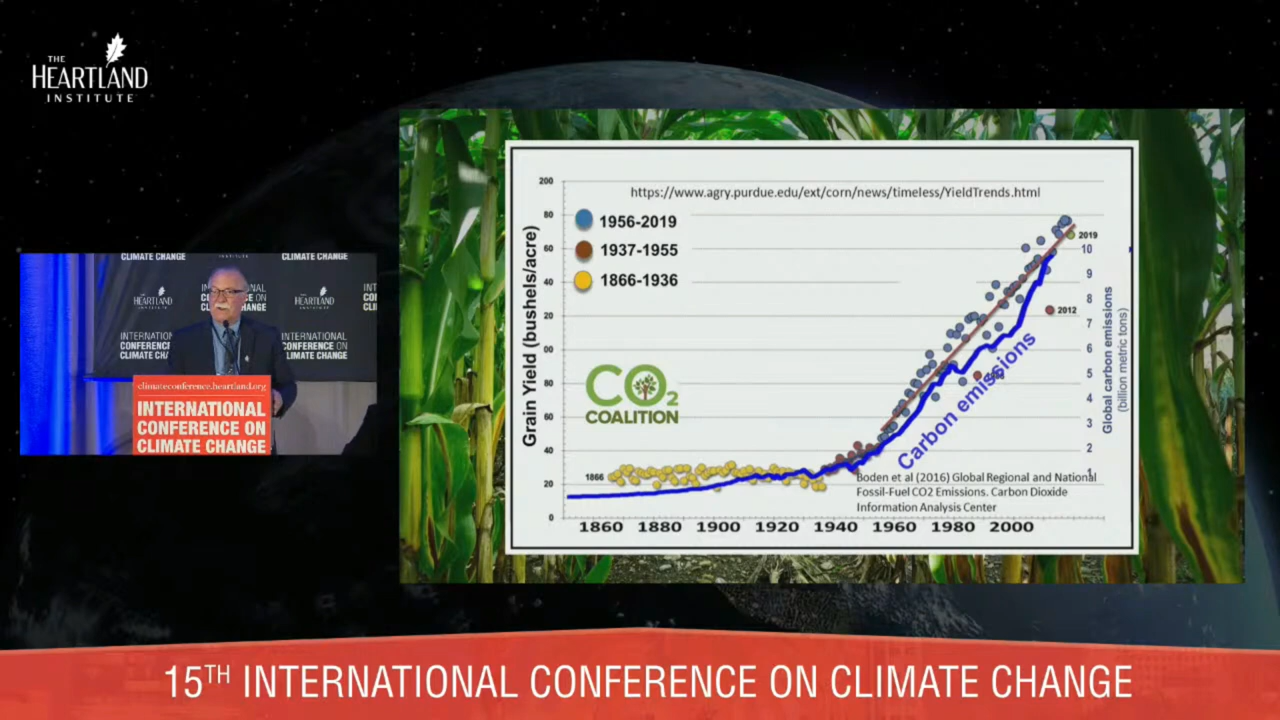 THE
HEARTLAND
INSTITUTE
https://www.agry.purdue.edu/ext/corn/news/timeless/YieldTrends.html
1956-2019
1937-1955
1866-1936
Grain Yield (bushels/acre)
200
80
60
40
20
00
80
60
40
20
0
1866
CO2
COALITION
Carbon emissions
2019
2012
10
9
8
7
6
5
4
3
2
1
Global carbon emissions
(billion metric tons)
Boden et al (2016) Global Regional and National
Fossil-Fuel CO2 Emissions. Carbon Dioxide
Information Analysis Center
1860 1880 1900 1920 1940 1960 1980 2000
CLIMATE CHANGE
CLIMATE CHANGE
HEARTLAND
HEARTLAND
INTERNATIONAL
CONFERENCE ON
CLIMATE CHANGE
climateconference.heartland.org
INTERNATIONAL
CONFERENCE ON
CLIMATE CHANGE
15TH INTERNATIONAL CONFERENCE ON CLIMATE CHANGE